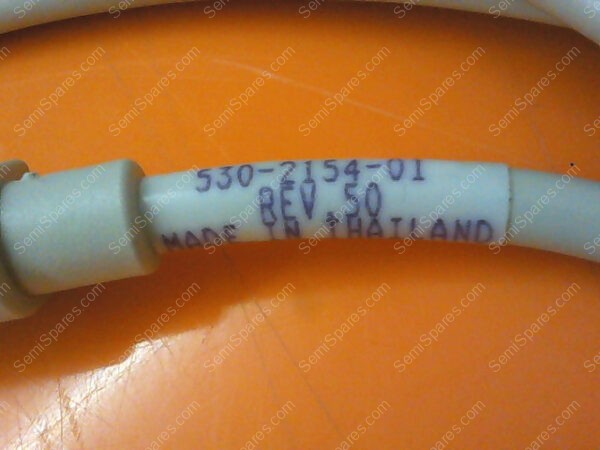 530-2154-01
REV 50
MADE IN THAILAND
SemiSpares.com